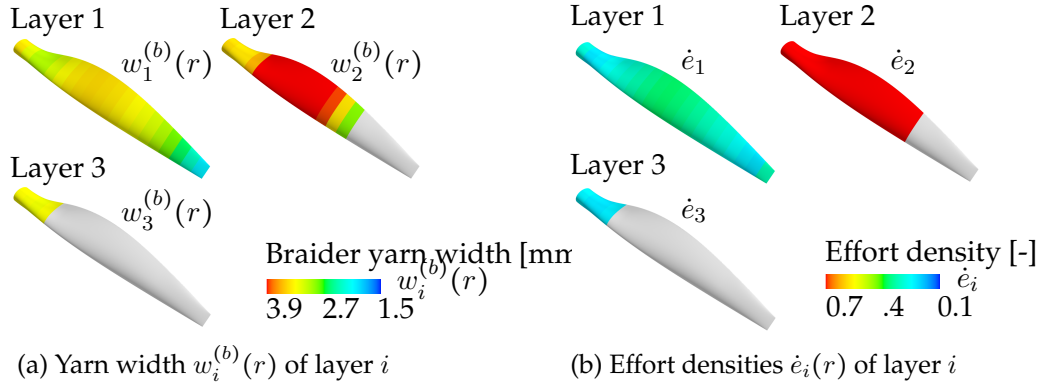 Layer 1
Layer 2
w_1^{(b)}(r)
w_2^{(b)}(r)
Layer 3
w_3^{(b)}(r)
Braider yarn width [mm
w_i^{(b)}(r)
3.9 2.7 1.5
(a) Yarn width w_i^{(b)}(r) of layer i
Layer 1
Layer 2
ė_1
ė_2
Layer 3
ė_3
Effort density [-]
ė_i
0.7 .4 0.1
(b) Effort densities ė_i(r) of layer i